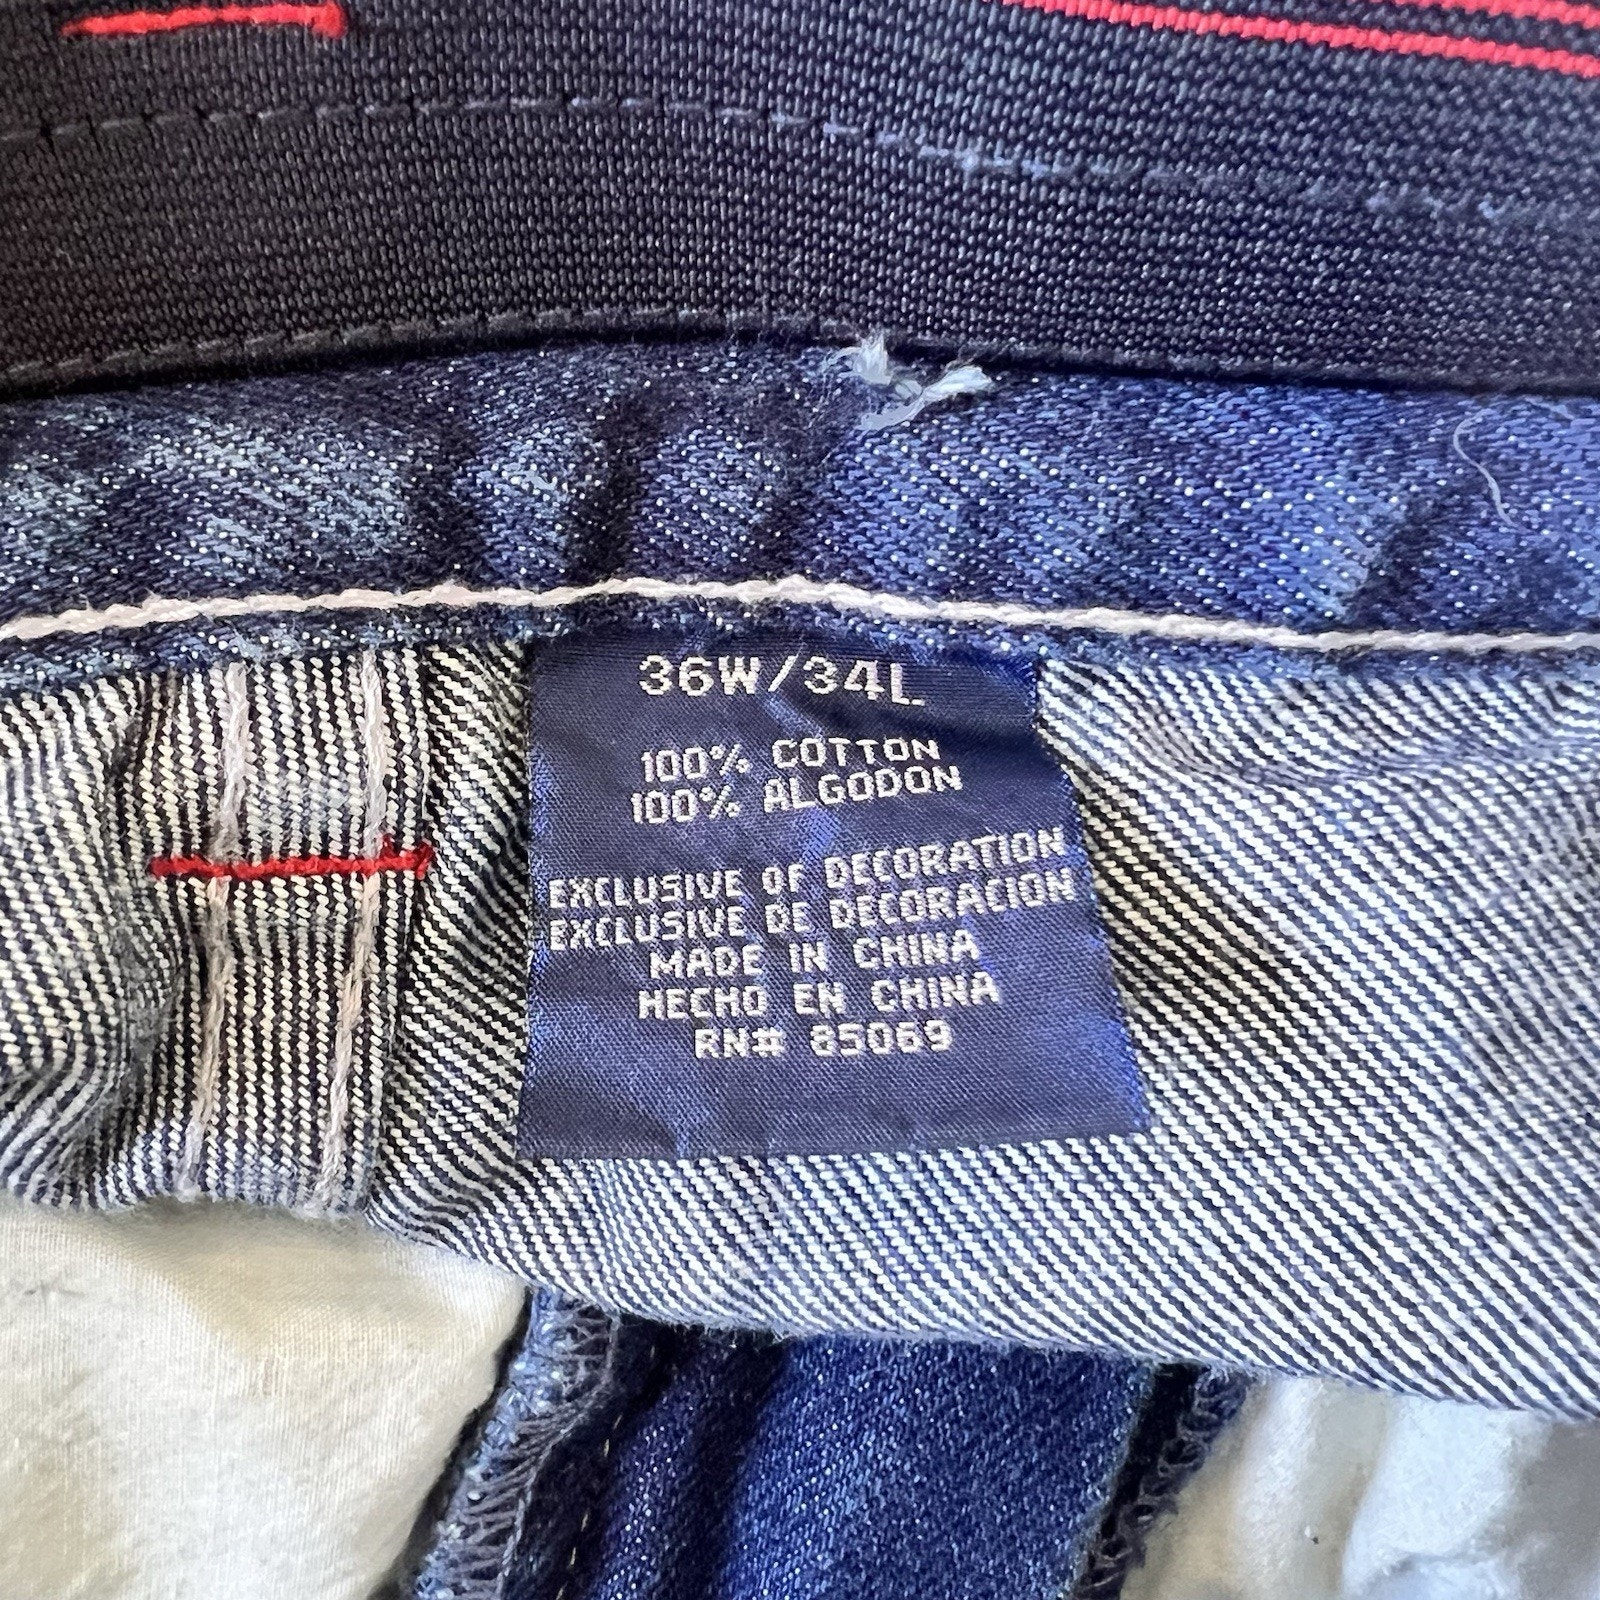 36W/34L
100% COTTON
100% ALGODON
EXCLUSIVE OF DECORATION
EXCLUSIVE DE DECORACION
MADE IN CHINA
HECHO EN CHINA
RN# 85069